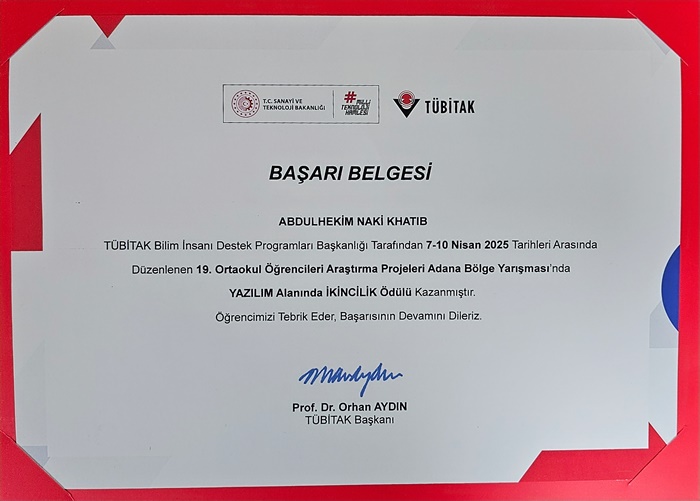 T.C. SANAYİ VE
TEKNOLOJİ BAKANLIĞI
#MİLLİ
TEKNOLOJİ
HAMLESİ
TÜBİTAK
BAŞARI BELGESİ
ABDULHEKİM NAKİ KHATIB
TÜBİTAK Bilim İnsanı Destek Programları Başkanlığı Tarafından 7-10 Nisan 2025 Tarihleri Arasında
Düzenlenen 19. Ortaokul Öğrencileri Araştırma Projeleri Adana Bölge Yarışması'nda
YAZILIM Alanında İKİNCİLİK Ödülü Kazanmıştır.
Öğrencimizi Tebrik Eder, Başarısının Devamını Dileriz.
Prof. Dr. Orhan AYDIN
TÜBİTAK Başkanı